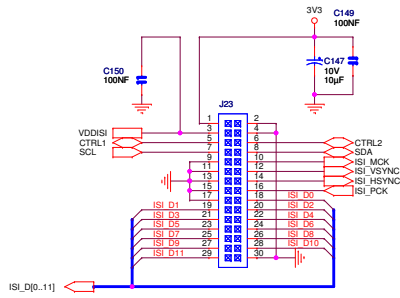 C149
100NF
3V3
C150
100NF
C147
10V
10µF
J23
1 2
3 4
VDDISI 5 6
CTRL1 7 8 CTRL2
SCL 9 10 SDA
11 12 ISI_MCK
13 14 ISI_VSYNC
15 16 ISI_HSYNC
17 18 ISI_PCK
ISI_D0
ISI_D1 19 20 ISI_D2
ISI_D3 21 22 ISI_D4
ISI_D5 23 24 ISI_D6
ISI_D7 25 26 ISI_D8
ISI_D9 27 28 ISI_D10
ISI_D11 29 30
ISI_D[0..11]